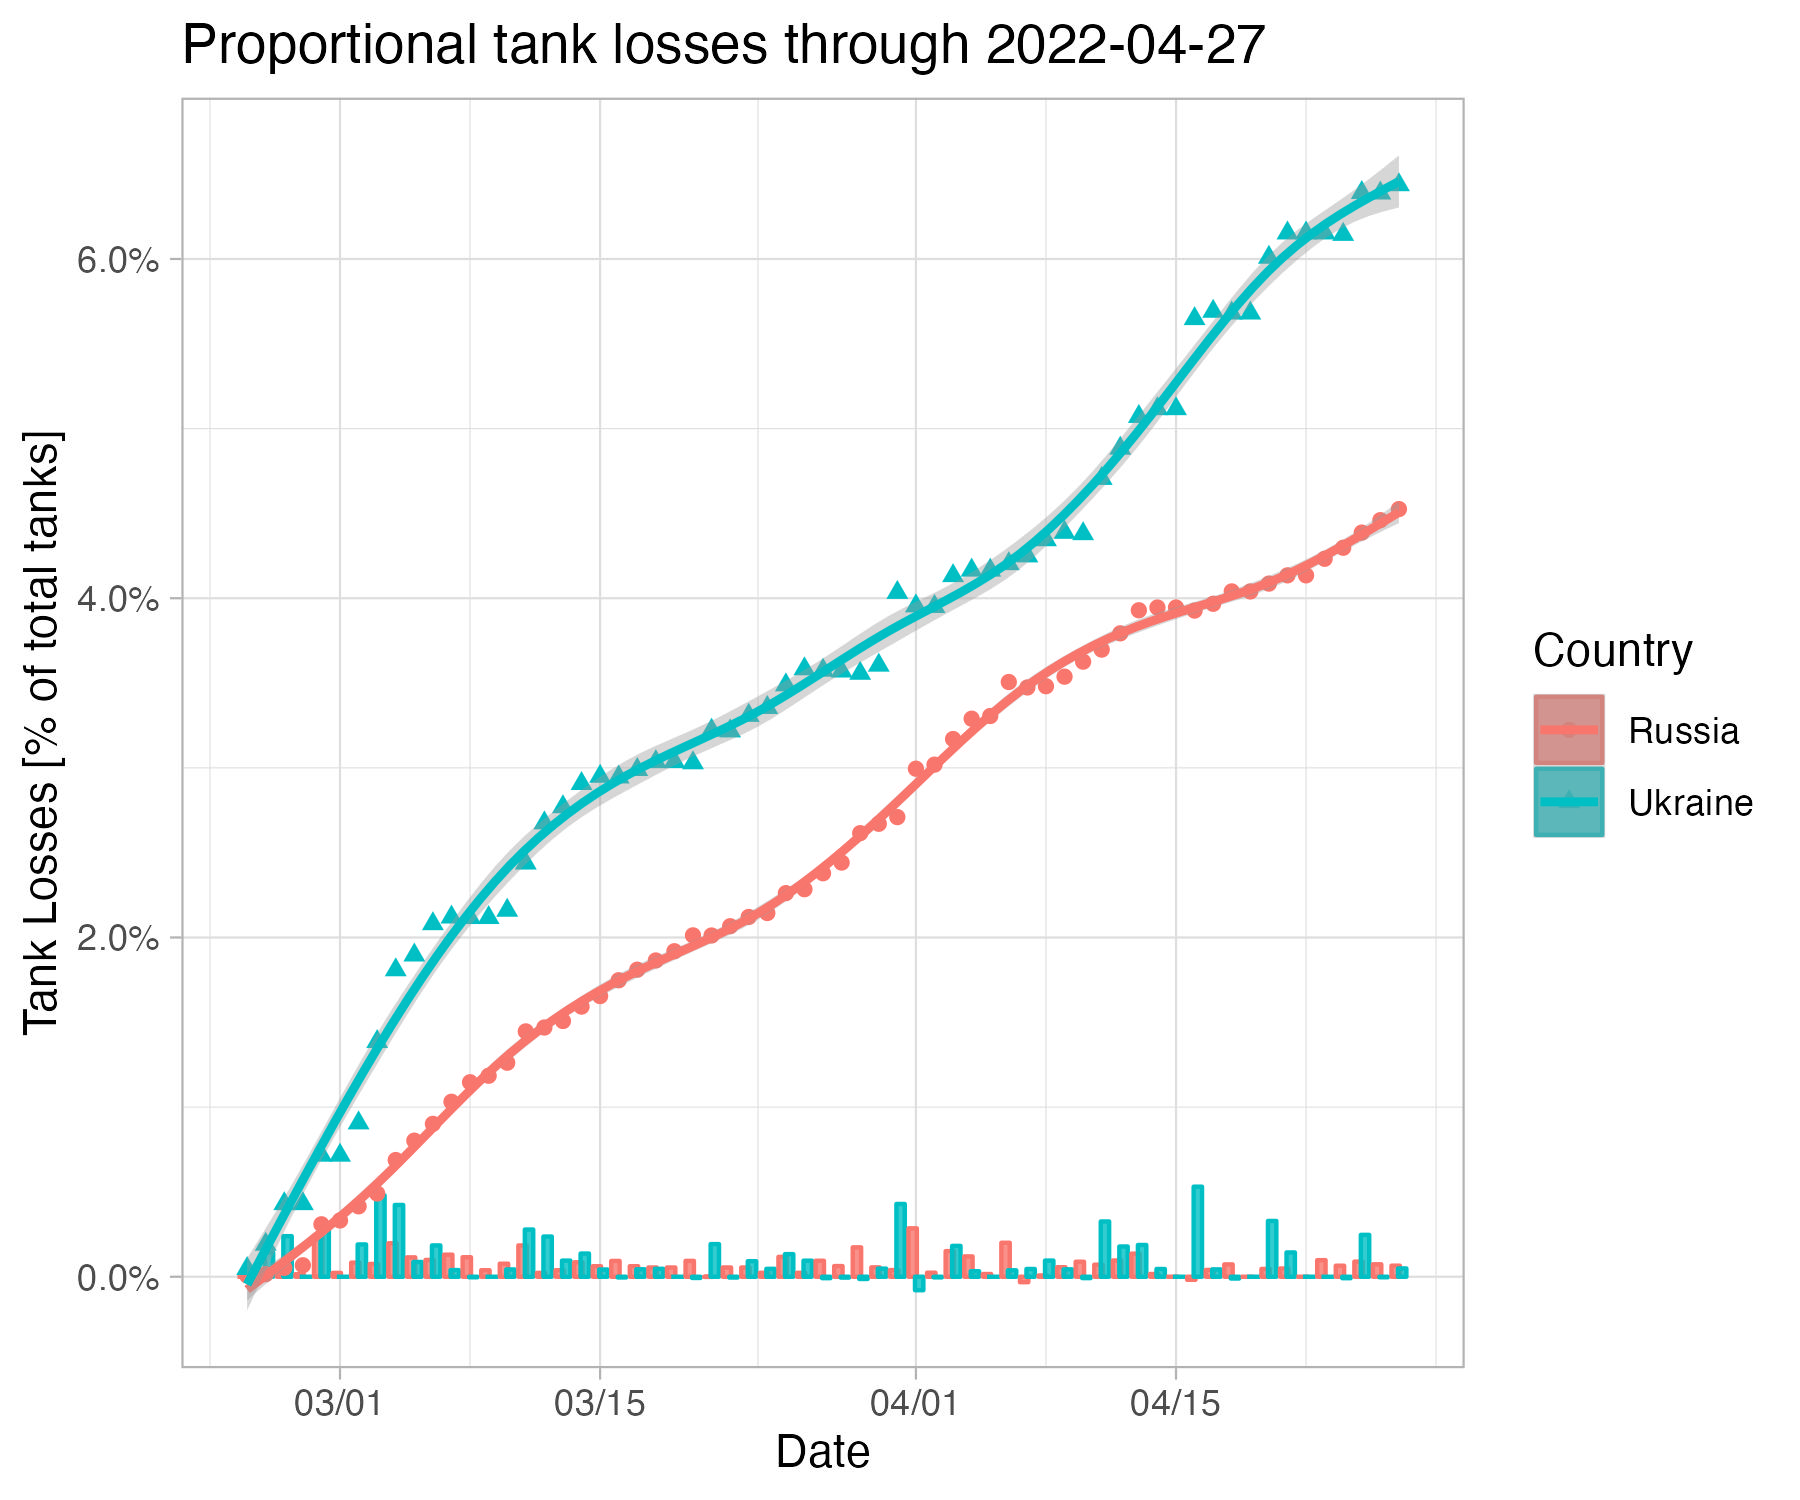 Proportional tank losses through 2022-04-27
Tank Losses [% of total tanks]
6.0%
4.0%
2.0%
0.0%
03/01
03/15
04/01
04/15
Date
Country
Russia
Ukraine